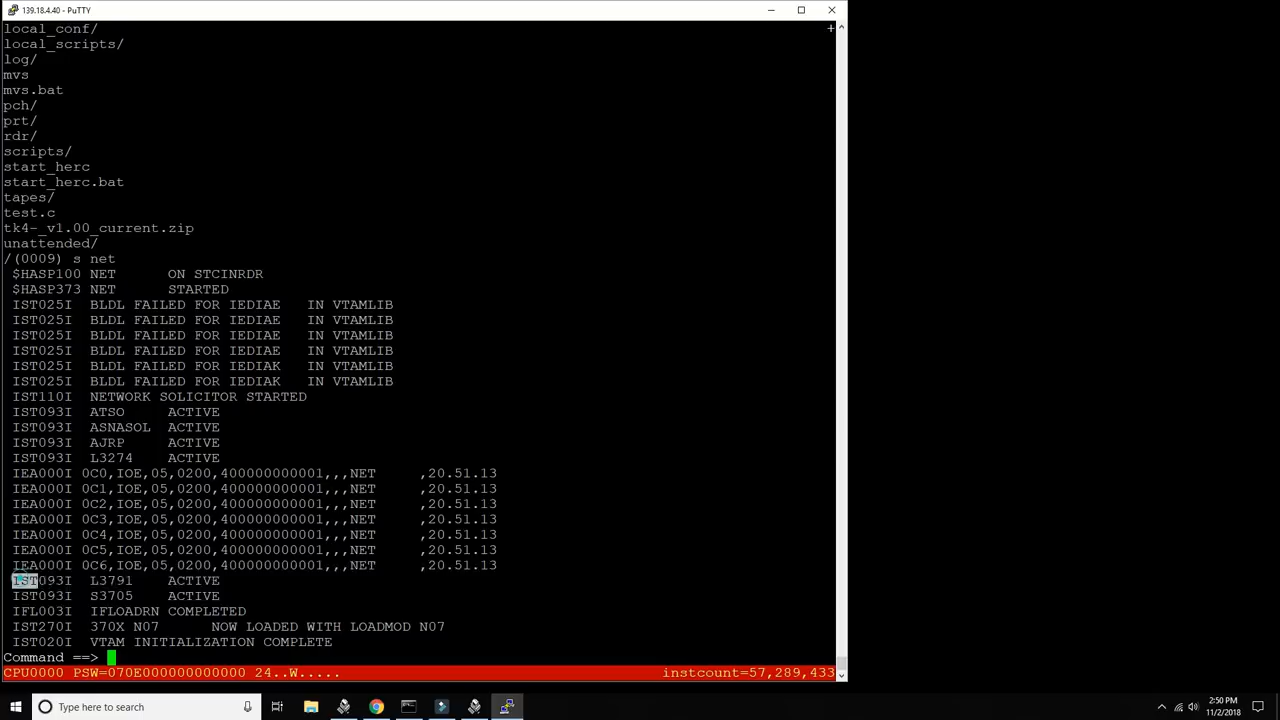 139.18.4.40 - PuTTY
local_conf/
local_scripts/
log/
mvs
mvs.bat
pch/
prt/
rdr/
scripts/
start_herc
start_herc.bat
tapes/
test.c
tk4-_v1.00_current.zip
unattended/
/(0009) s net
$HASP100 NET      ON STCINRDR
$HASP373 NET      STARTED
IST025I  BLDL FAILED FOR IEDIAE   IN VTAMLIB
IST025I  BLDL FAILED FOR IEDIAE   IN VTAMLIB
IST025I  BLDL FAILED FOR IEDIAE   IN VTAMLIB
IST025I  BLDL FAILED FOR IEDIAE   IN VTAMLIB
IST025I  BLDL FAILED FOR IEDIAK   IN VTAMLIB
IST025I  BLDL FAILED FOR IEDIAK   IN VTAMLIB
IST110I  NETWORK SOLICITOR STARTED
IST093I  ATSO     ACTIVE
IST093I  ASNASOL  ACTIVE
IST093I  AJRP     ACTIVE
IST093I  L3274    ACTIVE
IEA000I 0C0,IOE,05,0200,400000000001,,,NET     ,20.51.13
IEA000I 0C1,IOE,05,0200,400000000001,,,NET     ,20.51.13
IEA000I 0C2,IOE,05,0200,400000000001,,,NET     ,20.51.13
IEA000I 0C3,IOE,05,0200,400000000001,,,NET     ,20.51.13
IEA000I 0C4,IOE,05,0200,400000000001,,,NET     ,20.51.13
IEA000I 0C5,IOE,05,0200,400000000001,,,NET     ,20.51.13
IEA000I 0C6,IOE,05,0200,400000000001,,,NET     ,20.51.13
IST093I  L3791    ACTIVE
IST093I  S3705    ACTIVE
IFL003I  IFLOADRN COMPLETED
IST270I  370X N07      NOW LOADED WITH LOADMOD N07
IST020I  VTAM INITIALIZATION COMPLETE
Command ==>
CPU0000 PSW=070E000000000000 24..W..... instcount=57,289,433
Type here to search
2:50 PM
11/2/2018